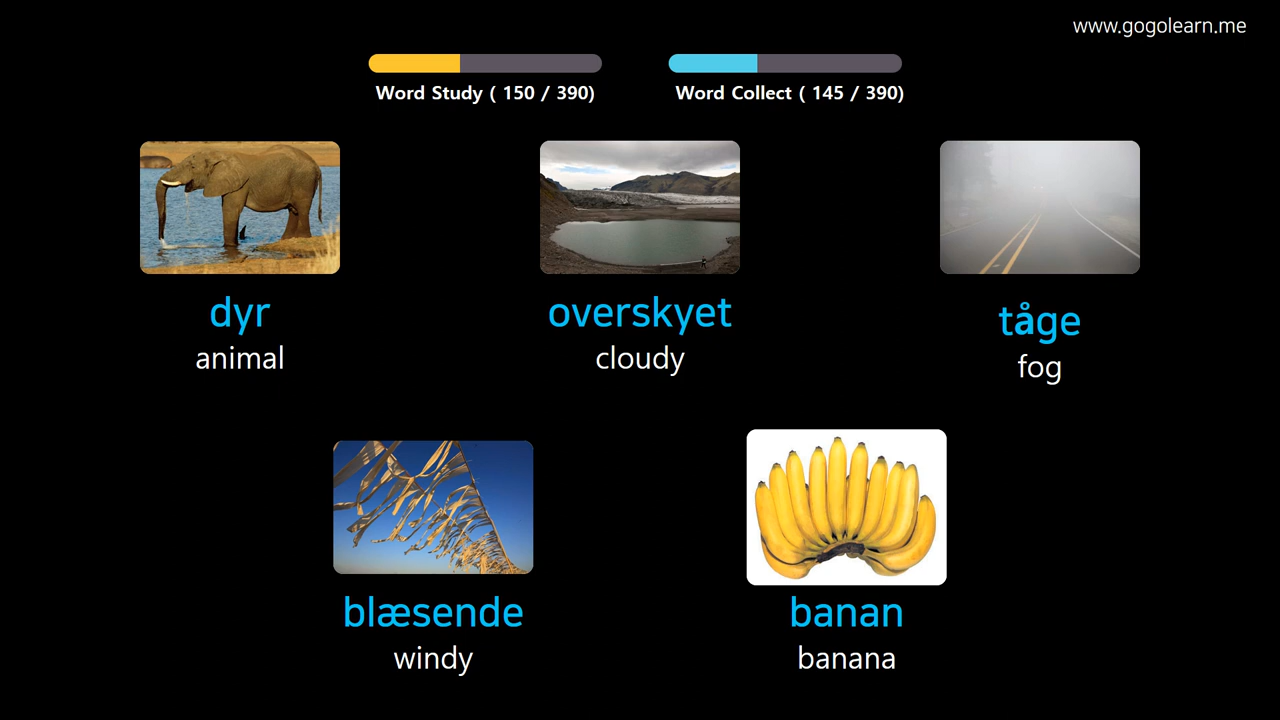 www.gogolearn.me
Word Study ( 150 / 390)
Word Collect ( 145 / 390)
dyr
animal
overskyet
cloudy
tåge
fog
blæsende
windy
banan
banana